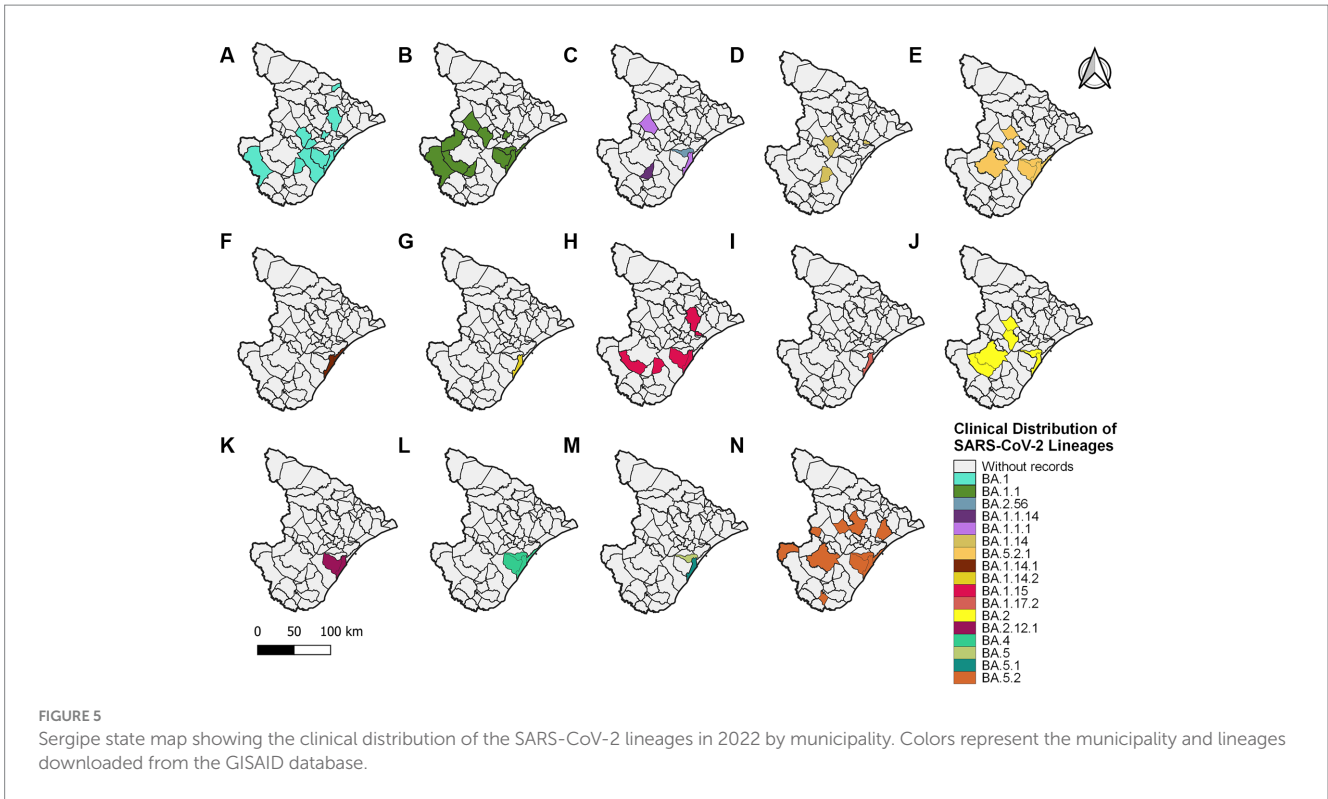 A
B
C
D
E
F
G
H
I
J
K
L
M
N
0 50 100 km
Clinical Distribution of
SARS-CoV-2 Lineages
Without records
BA.1
BA.1.1
BA.2.56
BA.1.1.14
BA.1.1.1
BA.1.14
BA.5.2.1
BA.1.14.1
BA.1.14.2
BA.1.15
BA.1.17.2
BA.2
BA.2.12.1
BA.4
BA.5
BA.5.1
BA.5.2
FIGURE 5
Sergipe state map showing the clinical distribution of the SARS-CoV-2 lineages in 2022 by municipality. Colors represent the municipality and lineages
downloaded from the GISAID database.